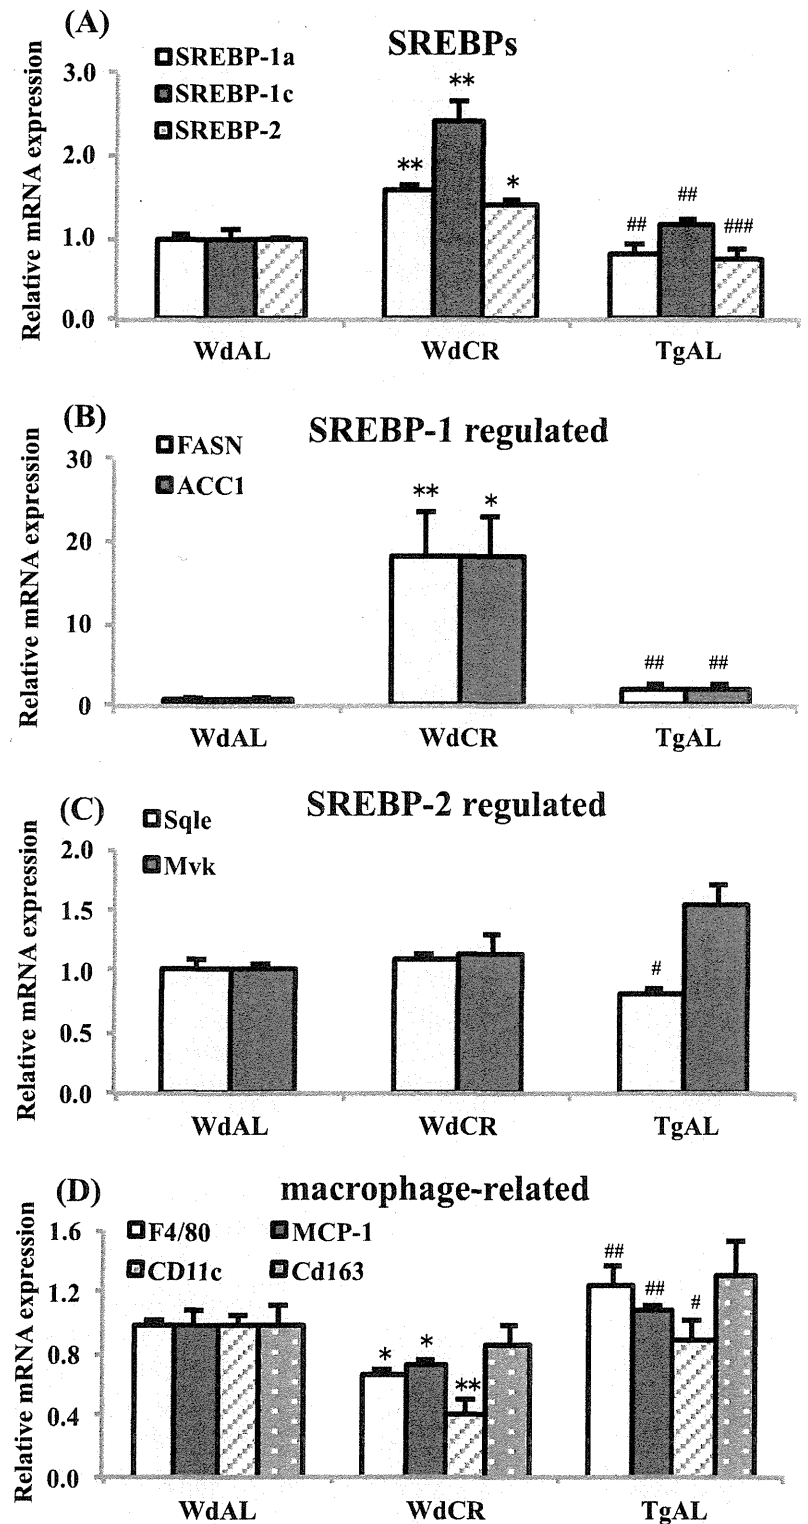 (A) SREBPs
SREBP-1a
SREBP-1c
SREBP-2
Relative mRNA expression
3.0
2.0
1.0
0.0
** ** *
## ## ###
WdAL WdCR TgAL
(B) SREBP-1 regulated
FASN
ACC1
Relative mRNA expression
30
20
10
0
** *
## ##
WdAL WdCR TgAL
(C) SREBP-2 regulated
Sqle
Mvk
Relative mRNA expression
2.0
1.5
1.0
0.5
0.0
#
WdAL WdCR TgAL
(D) macrophage-related
F4/80 MCP-1
CD11c Cd163
Relative mRNA expression
1.6
1.2
0.8
0.4
0.0
* * **
## ## #
WdAL WdCR TgAL